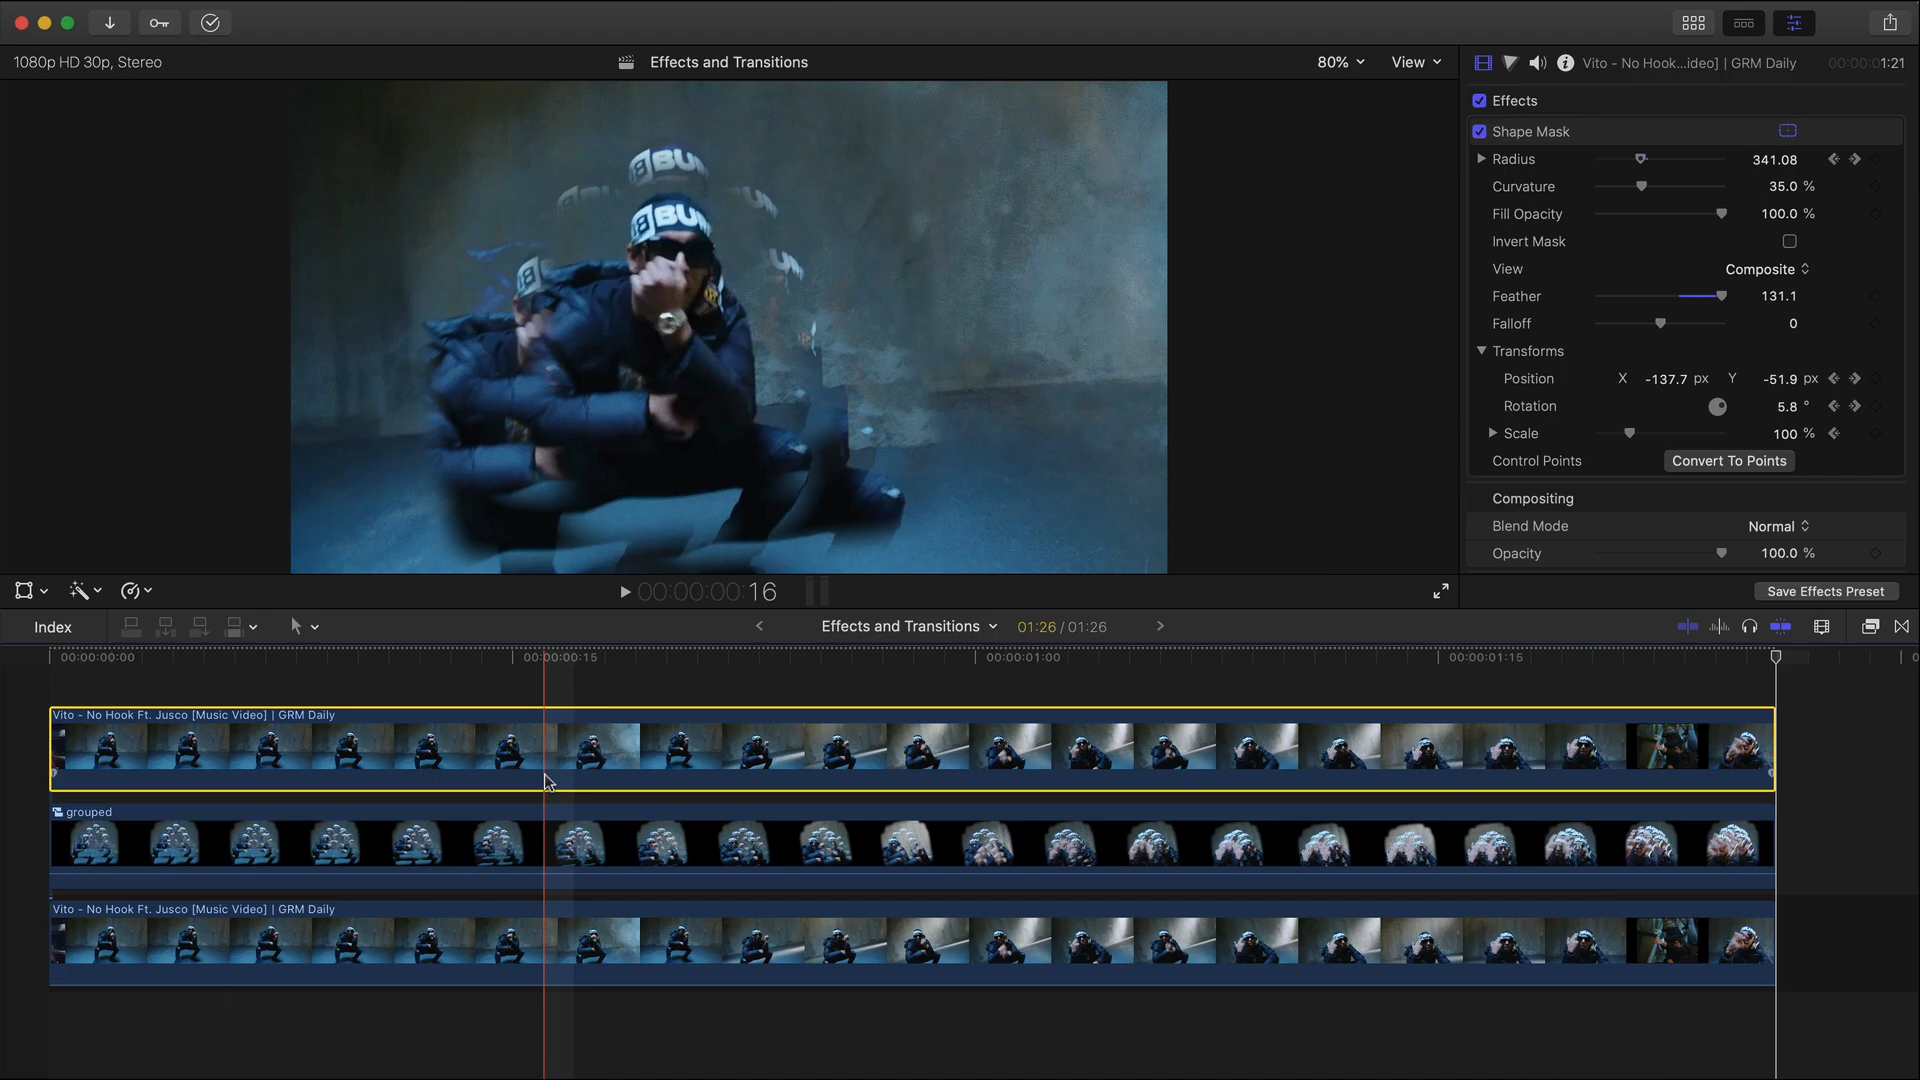 1080p HD 30p, Stereo
Effects and Transitions
80%
View
Vito - No Hook...ideo] | GRM Daily
00:00:01:21
Effects
Shape Mask
Radius
341.08
Curvature
35.0 %
Fill Opacity
100.0 %
Invert Mask
View
Composite
Feather
131.1
Falloff
0
Transforms
Position
X -137.7 px Y -51.9 px
Rotation
5.8 °
Scale
100 %
Control Points
Convert To Points
Compositing
Blend Mode
Normal
Opacity
100.0 %
00:00:00:16
Save Effects Preset
Index
Effects and Transitions
01:26 / 01:26
00:00:00:00
00:00:00:15
00:00:01:00
00:00:01:15
Vito - No Hook Ft. Jusco [Music Video] | GRM Daily
grouped
Vito - No Hook Ft. Jusco [Music Video] | GRM Daily